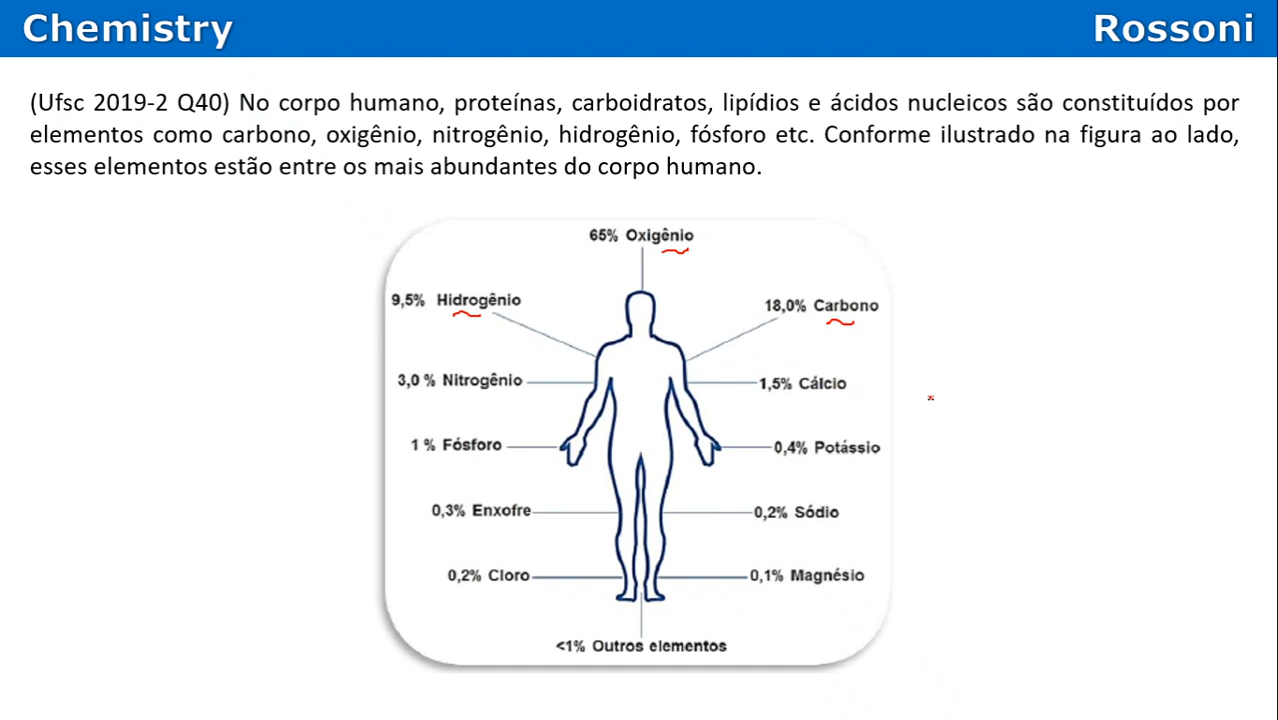 Chemistry
Rossoni
(Ufsc 2019-2 Q40) No corpo humano, proteínas, carboidratos, lipídios e ácidos nucleicos são constituídos por
elementos como carbono, oxigênio, nitrogênio, hidrogênio, fósforo etc. Conforme ilustrado na figura ao lado,
esses elementos estão entre os mais abundantes do corpo humano.
65% Oxigênio
9,5% Hidrogênio
18,0% Carbono
3,0 % Nitrogênio
1,5% Cálcio
1 % Fósforo
0,4% Potássio
0,3% Enxofre
0,2% Sódio
0,2% Cloro
0,1% Magnésio
<1% Outros elementos